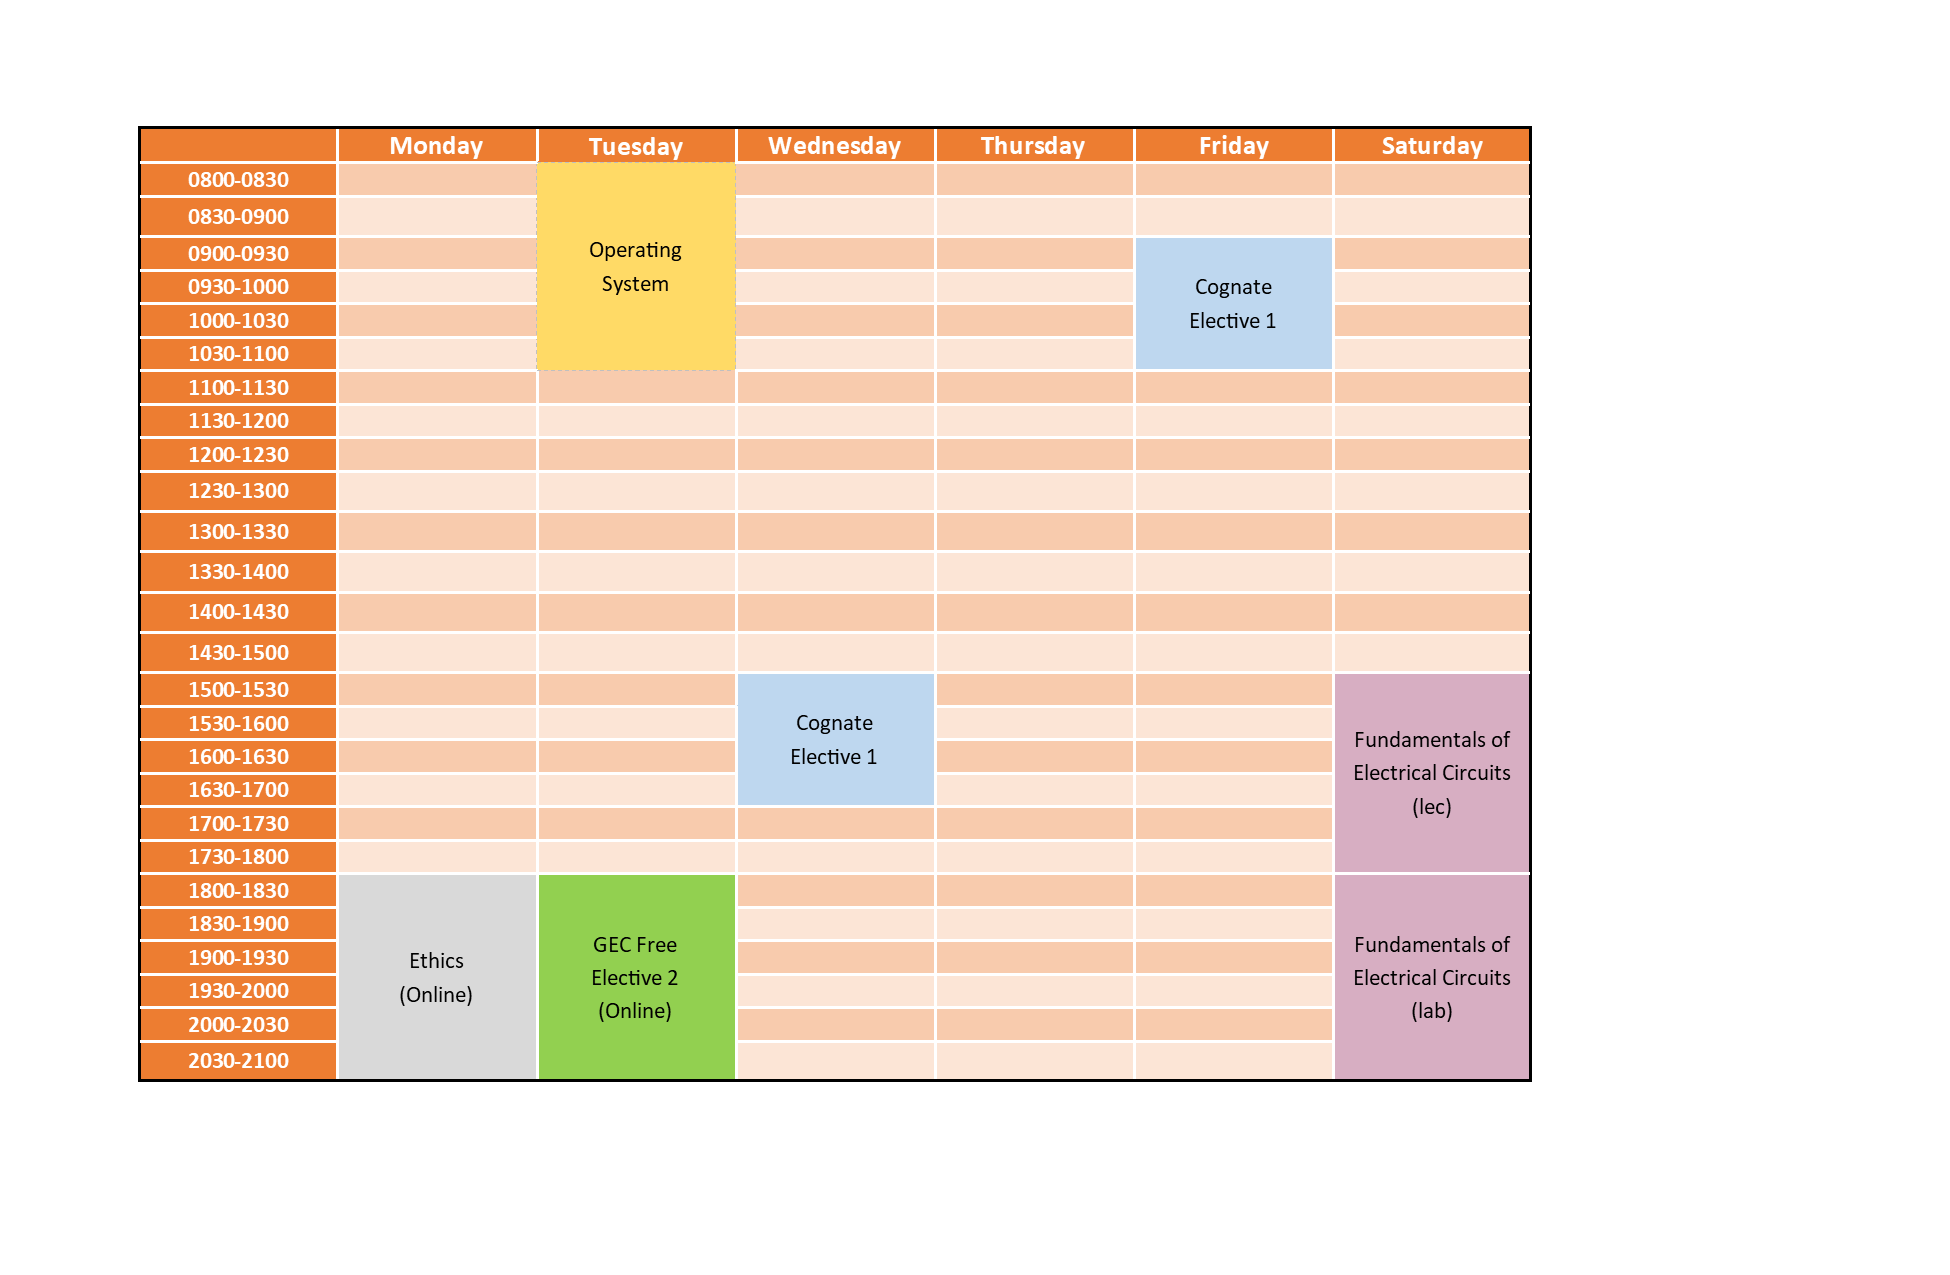 Monday Tuesday Wednesday Thursday Friday Saturday
0800-0830
0830-0900
0900-0930
0930-1000
1000-1030
1030-1100
Operating
System
Cognate
Elective 1
1100-1130
1130-1200
1200-1230
1230-1300
1300-1330
1330-1400
1400-1430
1430-1500
1500-1530
1530-1600
1600-1630
1630-1700
1700-1730
1730-1800
Cognate
Elective 1
Fundamentals of
Electrical Circuits
(lec)
1800-1830
1830-1900
1900-1930
1930-2000
2000-2030
2030-2100
Ethics
(Online)
GEC Free
Elective 2
(Online)
Fundamentals of
Electrical Circuits
(lab)